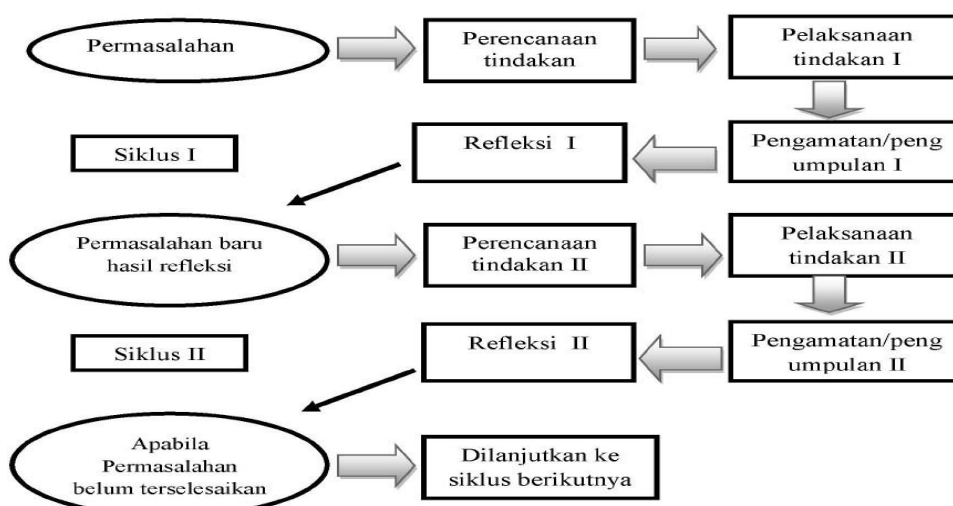 Permasalahan
Perencanaan
tindakan
Pelaksanaan
tindakan I
Siklus I
Refleksi I
Pengamatan/peng
umpulan I
Permasalahan baru
hasil refleksi
Perencanaan
tindakan II
Pelaksanaan
tindakan II
Siklus II
Refleksi II
Pengamatan/peng
umpulan II
Apabila
Permasalahan
belum terselesaikan
Dilanjutkan ke
siklus berikutnya